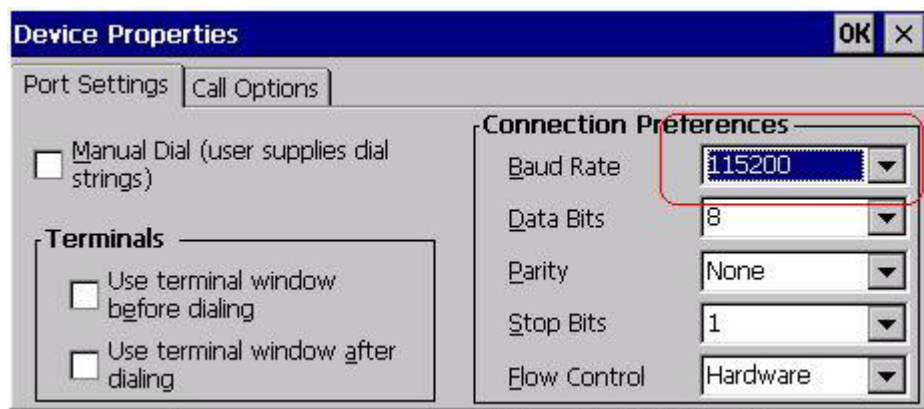 Device Properties OK ×
Port Settings Call Options
Manual Dial (user supplies dial
strings)
Terminals
Use terminal window
before dialing
Use terminal window after
dialing
Connection Preferences
Baud Rate 115200
Data Bits 8
Parity None
Stop Bits 1
Flow Control Hardware